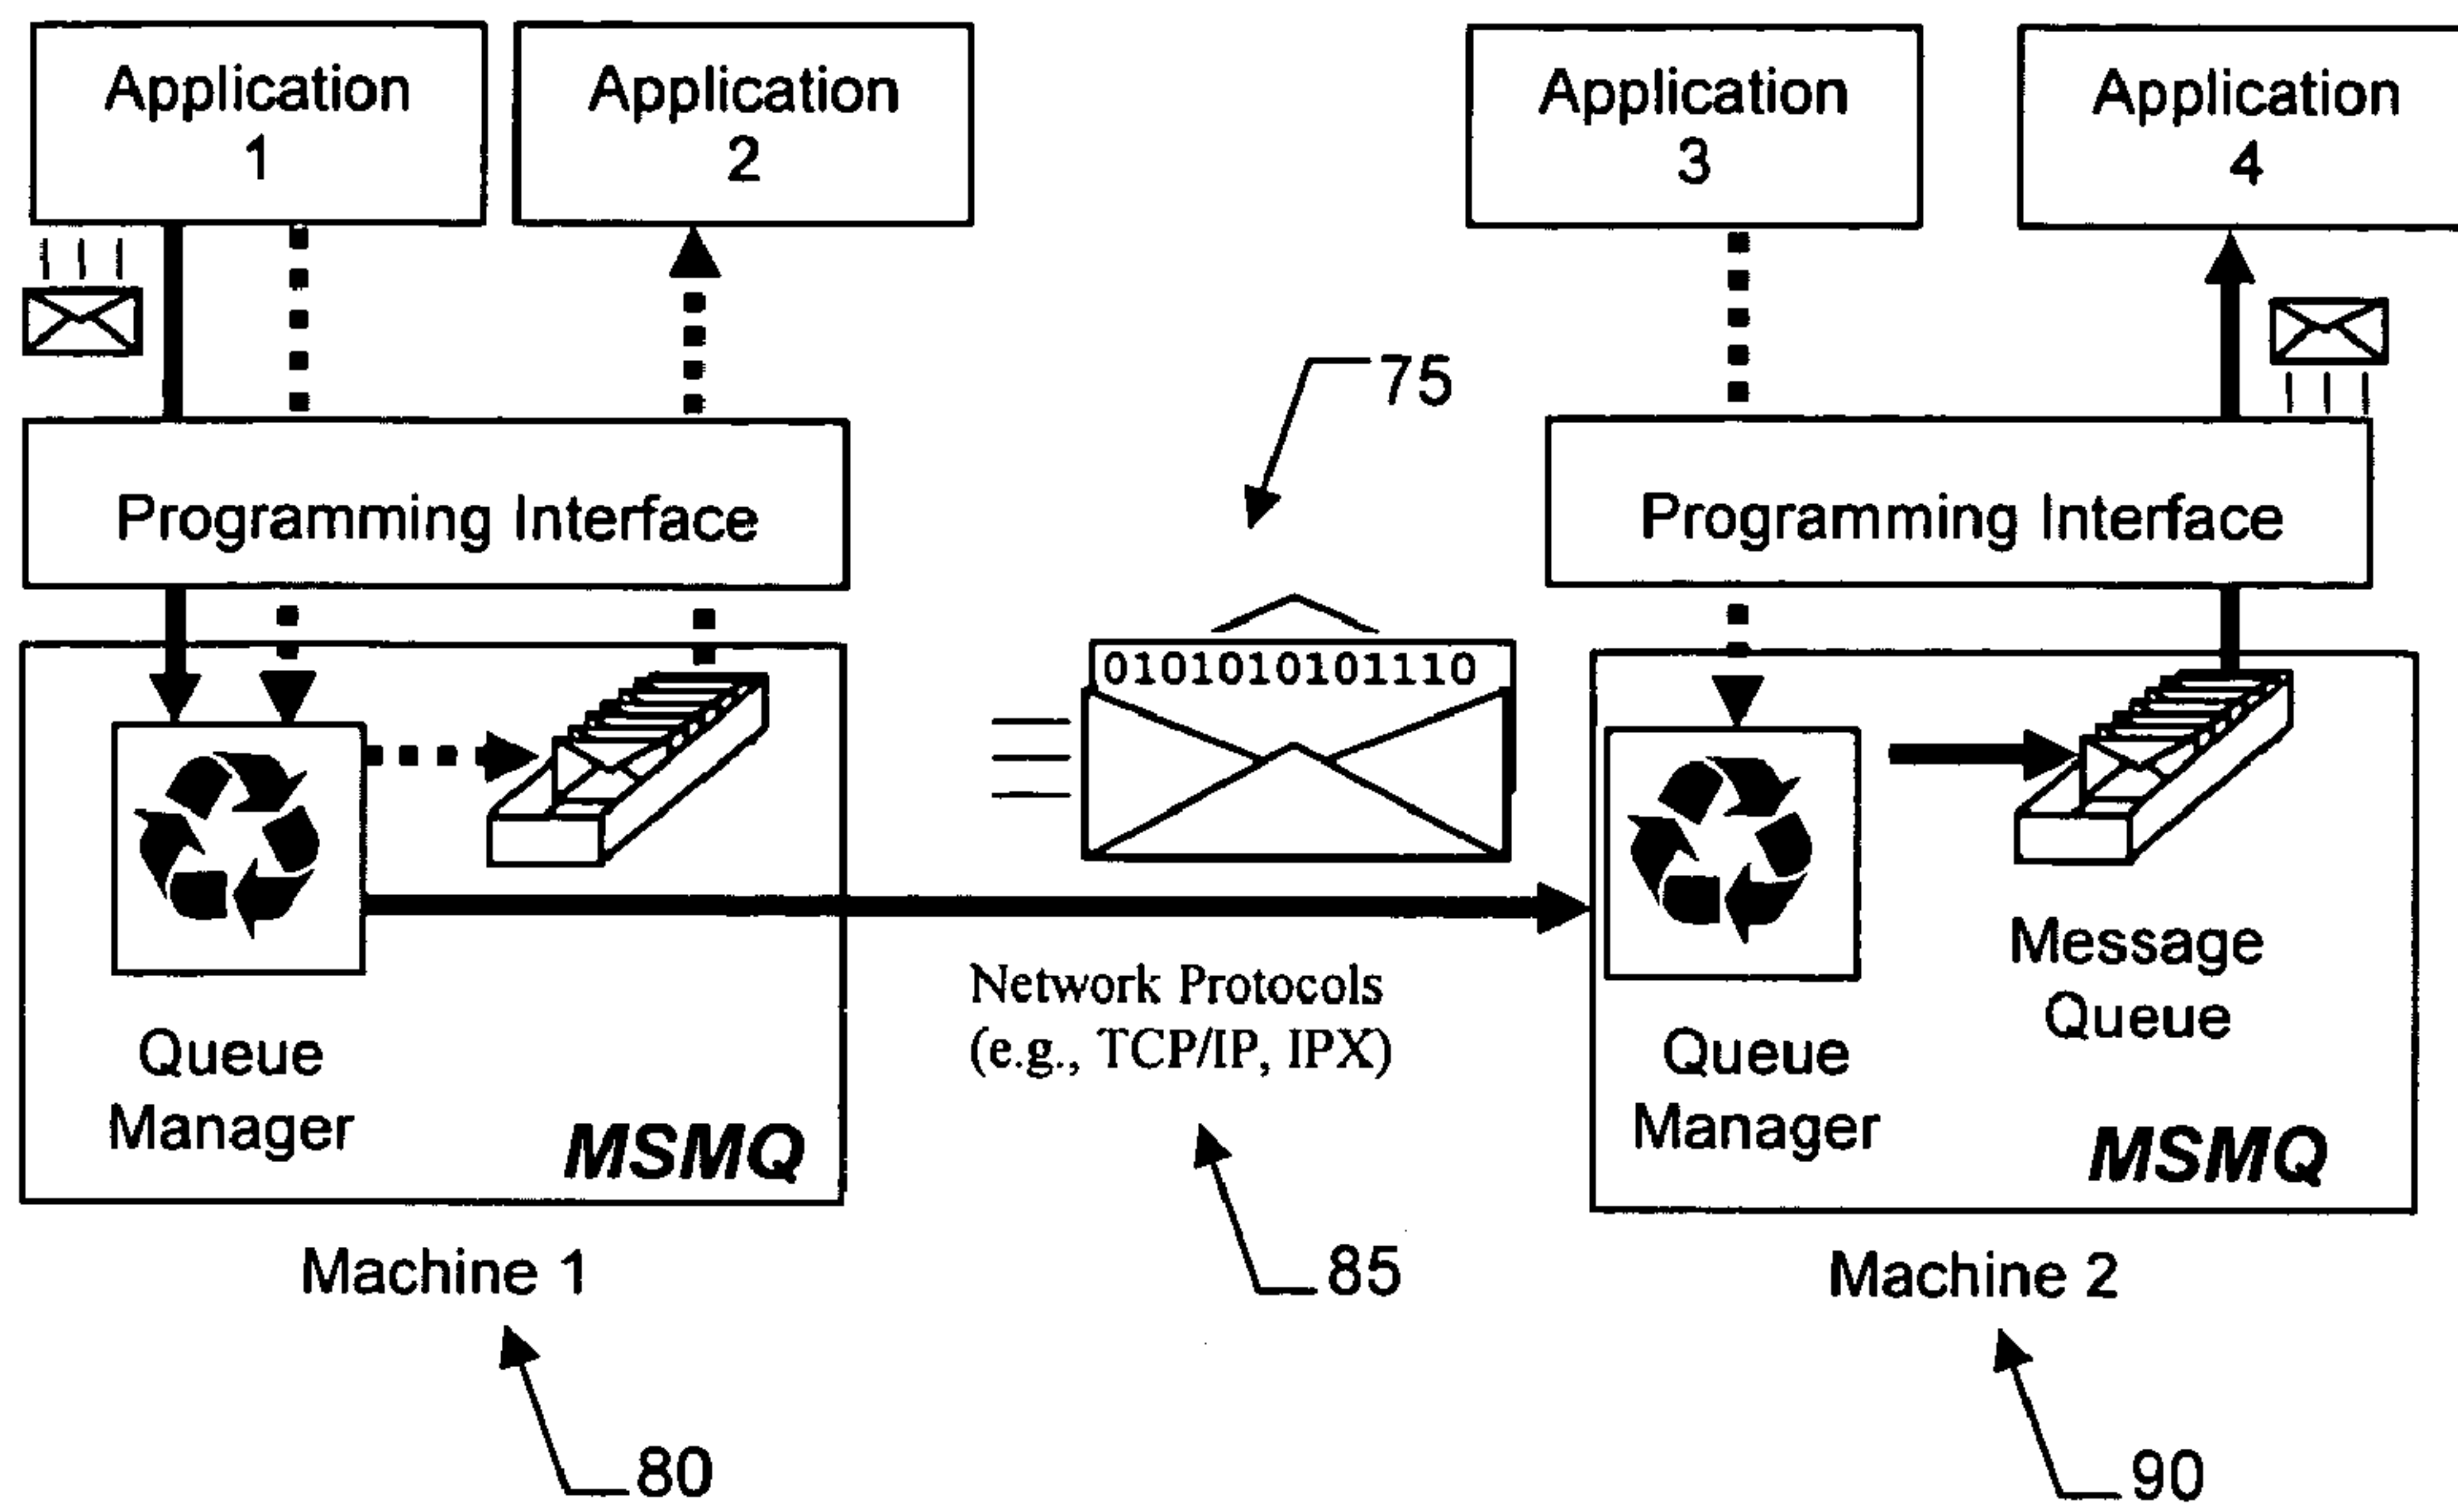 Application
1
Application
2
Application
3
Application
4
75
Programming Interface
Programming Interface
0101010101110
Network Protocols
(e.g., TCP/IP, IPX)
Message
Queue
Queue
Manager
MSMQ
Queue
Manager
MSMQ
Machine 1
85
Machine 2
80
90